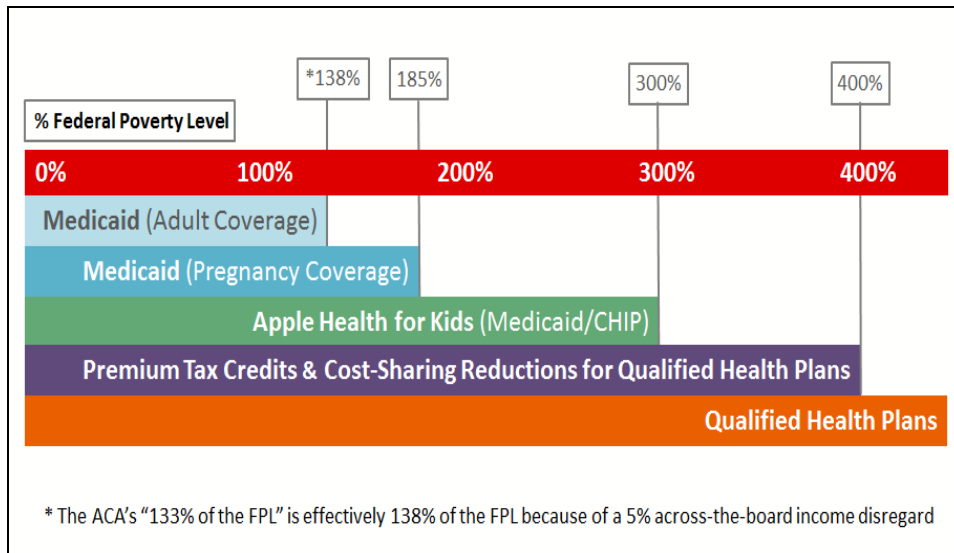 *138%
185%
300%
400%
% Federal Poverty Level
0% 100% 200% 300% 400%
Medicaid (Adult Coverage)
Medicaid (Pregnancy Coverage)
Apple Health for Kids (Medicaid/CHIP)
Premium Tax Credits & Cost-Sharing Reductions for Qualified Health Plans
Qualified Health Plans
* The ACA's “133% of the FPL” is effectively 138% of the FPL because of a 5% across-the-board income disregard